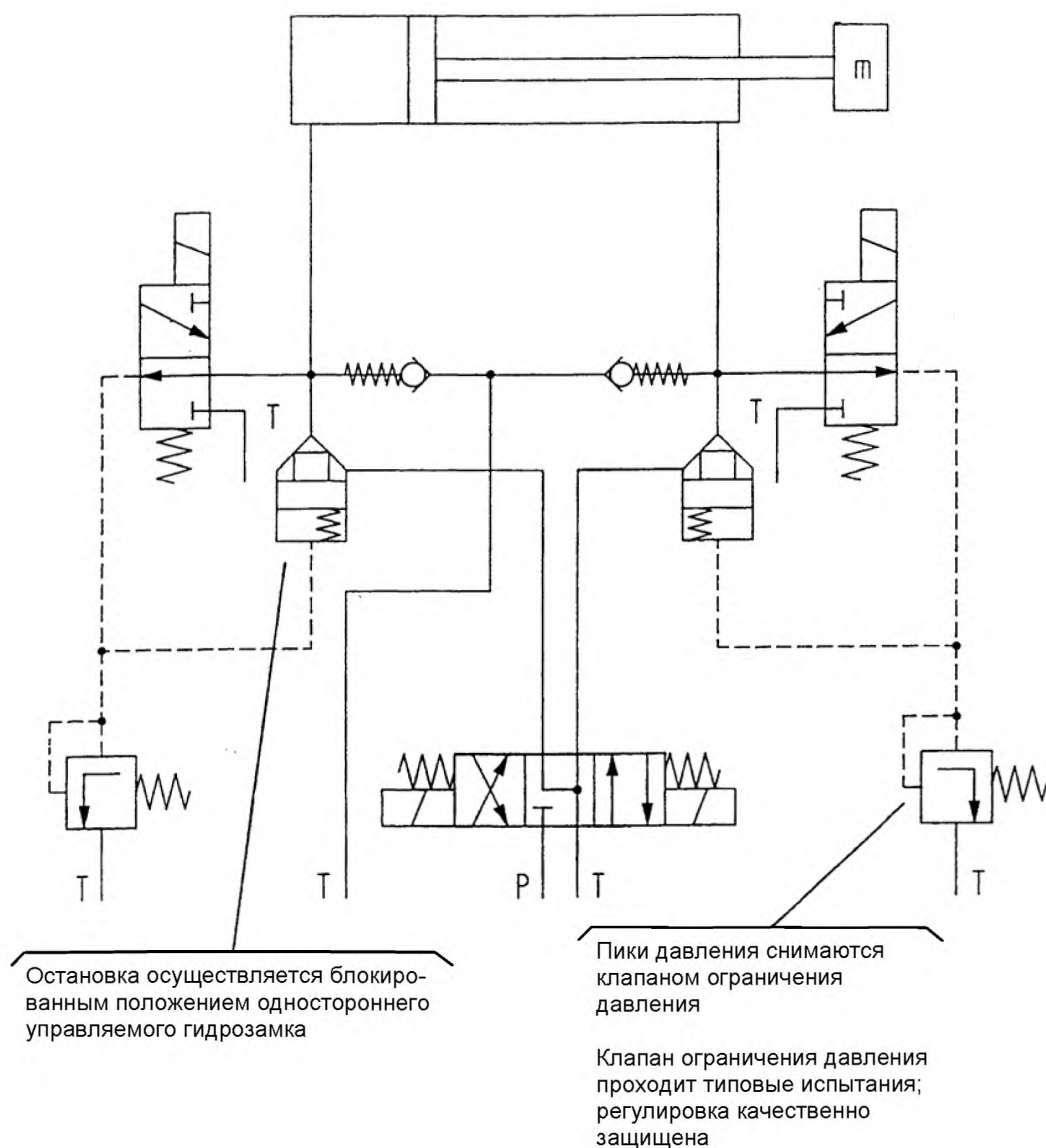 m
T
T
T
T
P
T
T
Остановка осуществляется блокиро-
ванным положением одностороннего
управляемого гидрозамка
Пики давления снимаются
клапаном ограничения
давления
Клапан ограничения давления
проходит типовые испытания;
регулировка качественно
защищена